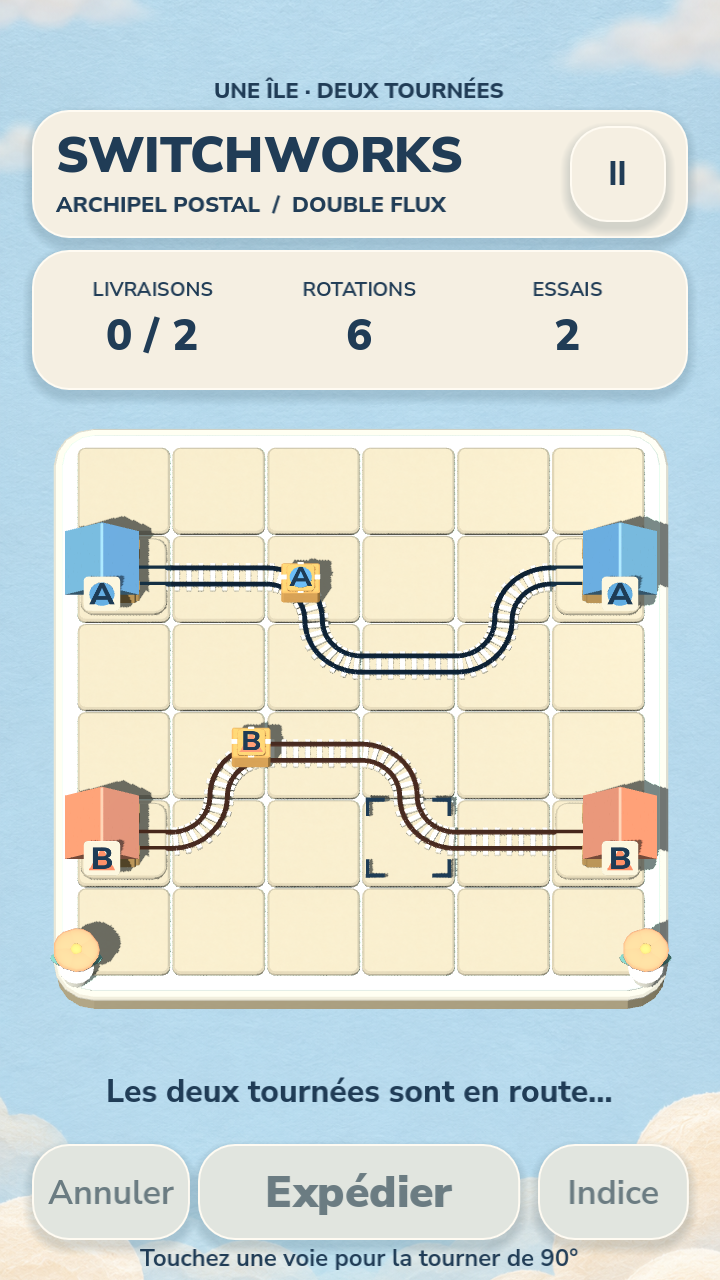 UNE ÎLE · DEUX TOURNÉES
SWITCHWORKS
ARCHIPEL POSTAL / DOUBLE FLUX
II
LIVRAISONS ROTATIONS ESSAIS
0 / 2 6 2
A
A A
B
B B
Les deux tournées sont en route...
Annuler Expédier Indice
Touchez une voie pour la tourner de 90°